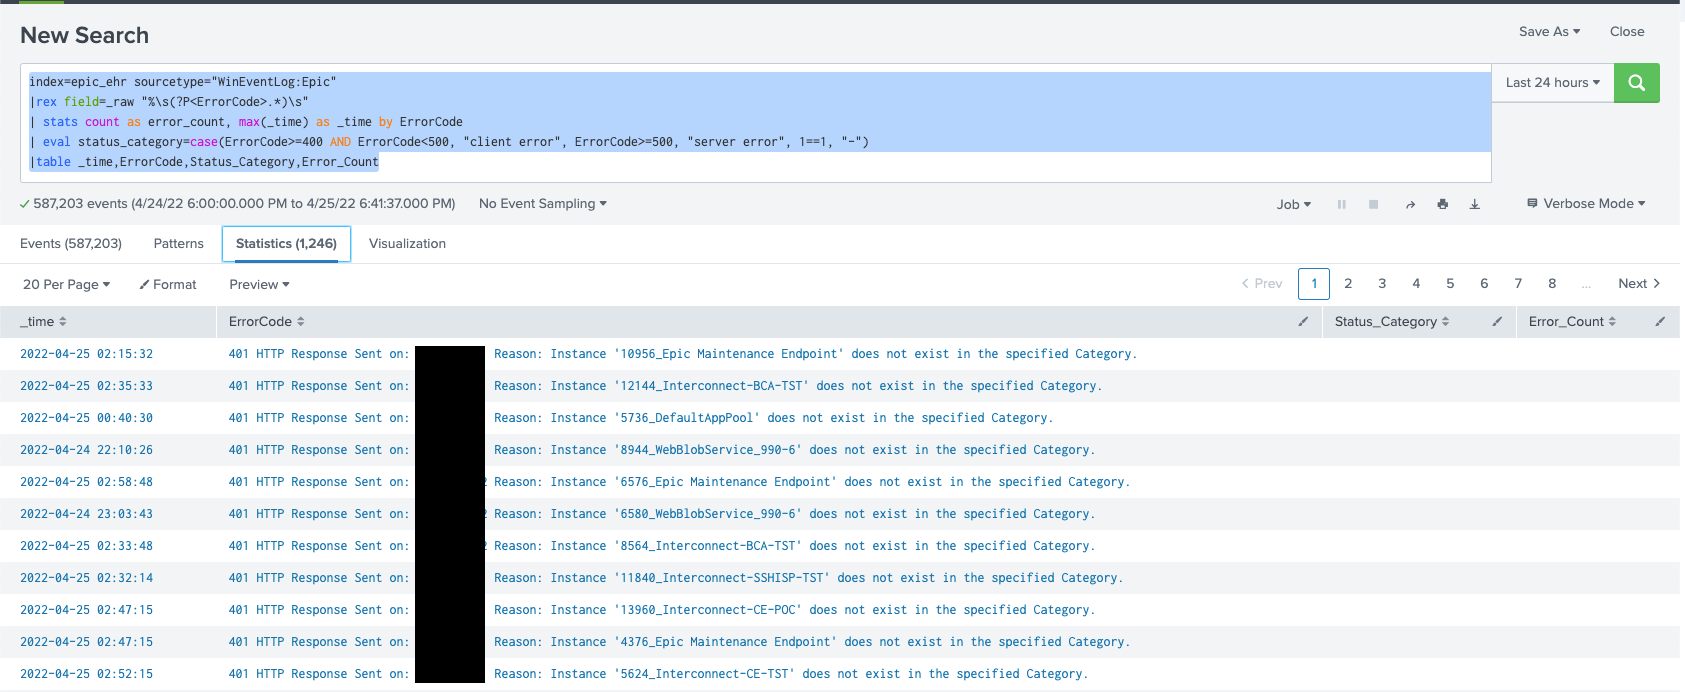 New Search
Save As Close
index=epic_ehr sourcetype="WinEventLog:Epic"
|rex field=_raw "%\s(?P<ErrorCode>.*)\s"
| stats count as error_count, max(_time) as _time by ErrorCode
| eval status_category=case(ErrorCode>=400 AND ErrorCode<500, "client error", ErrorCode>=500, "server error", 1==1, "-")
|table _time,ErrorCode,Status_Category,Error_Count
Last 24 hours
587,203 events (4/24/22 6:00:00.000 PM to 4/25/22 6:41:37.000 PM) No Event Sampling Job Verbose Mode
Events (587,203) Patterns Statistics (1,246) Visualization
20 Per Page Format Preview < Prev 1 2 3 4 5 6 7 8 ... Next >
_time ErrorCode Status_Category Error_Count
2022-04-25 02:15:32 401 HTTP Response Sent on: Reason: Instance '10956_Epic Maintenance Endpoint' does not exist in the specified Category.
2022-04-25 02:35:33 401 HTTP Response Sent on: Reason: Instance '12144_Interconnect-BCA-TST' does not exist in the specified Category.
2022-04-25 00:40:30 401 HTTP Response Sent on: Reason: Instance '5736_DefaultAppPool' does not exist in the specified Category.
2022-04-24 22:10:26 401 HTTP Response Sent on: Reason: Instance '8944_WebBlobService_990-6' does not exist in the specified Category.
2022-04-25 02:58:48 401 HTTP Response Sent on: Reason: Instance '6576_Epic Maintenance Endpoint' does not exist in the specified Category.
2022-04-24 23:03:43 401 HTTP Response Sent on: Reason: Instance '6580_WebBlobService_990-6' does not exist in the specified Category.
2022-04-25 02:33:48 401 HTTP Response Sent on: Reason: Instance '8564_Interconnect-BCA-TST' does not exist in the specified Category.
2022-04-25 02:32:14 401 HTTP Response Sent on: Reason: Instance '11840_Interconnect-SSHISP-TST' does not exist in the specified Category.
2022-04-25 02:47:15 401 HTTP Response Sent on: Reason: Instance '13960_Interconnect-CE-POC' does not exist in the specified Category.
2022-04-25 02:47:15 401 HTTP Response Sent on: Reason: Instance '4376_Epic Maintenance Endpoint' does not exist in the specified Category.
2022-04-25 02:52:15 401 HTTP Response Sent on: Reason: Instance '5624_Interconnect-CE-TST' does not exist in the specified Category.